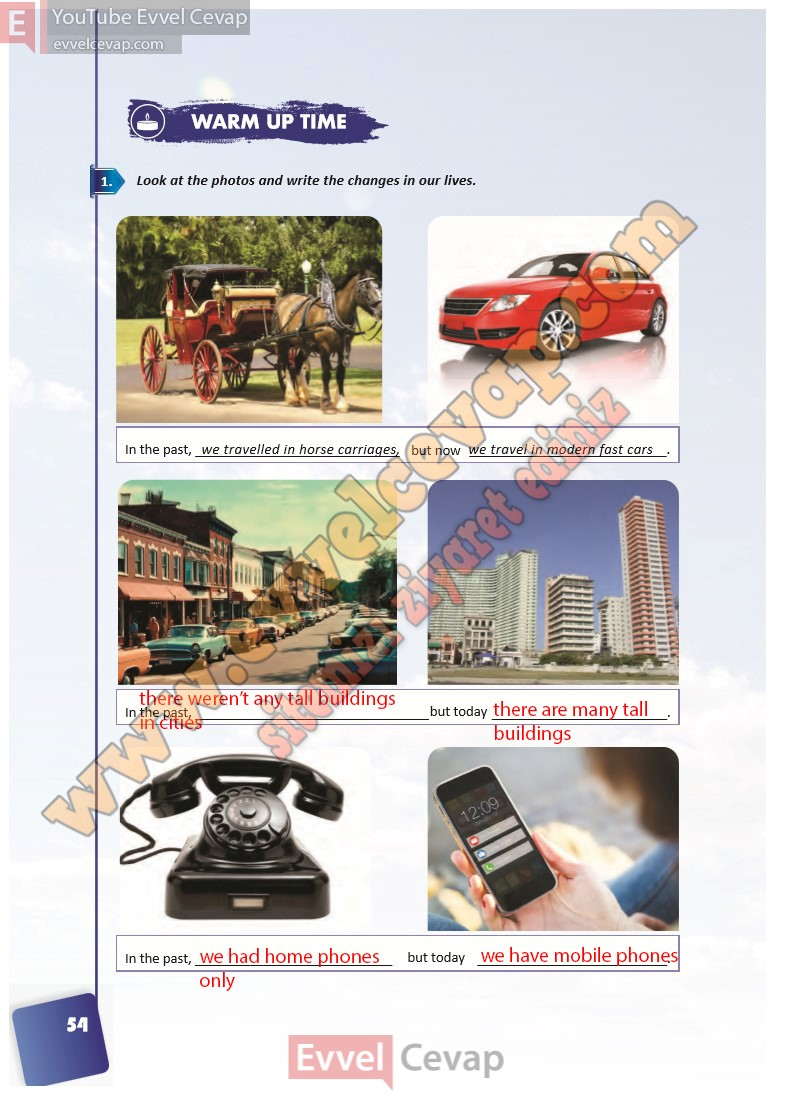 E
YouTube Evvel Cevap
evvelcevap.com
WARM UP TIME
1.
Look at the photos and write the changes in our lives.
In the past, we travelled in horse carriages, but now we travel in modern fast cars.
there weren't any tall buildings
In the past, in cities but today there are many tall
buildings.
12:09
In the past, we had home phones but today we have mobile phones.
only
www.evvelcevap.com
sitemizi ziyaret ediniz
54
Evvel Cevap